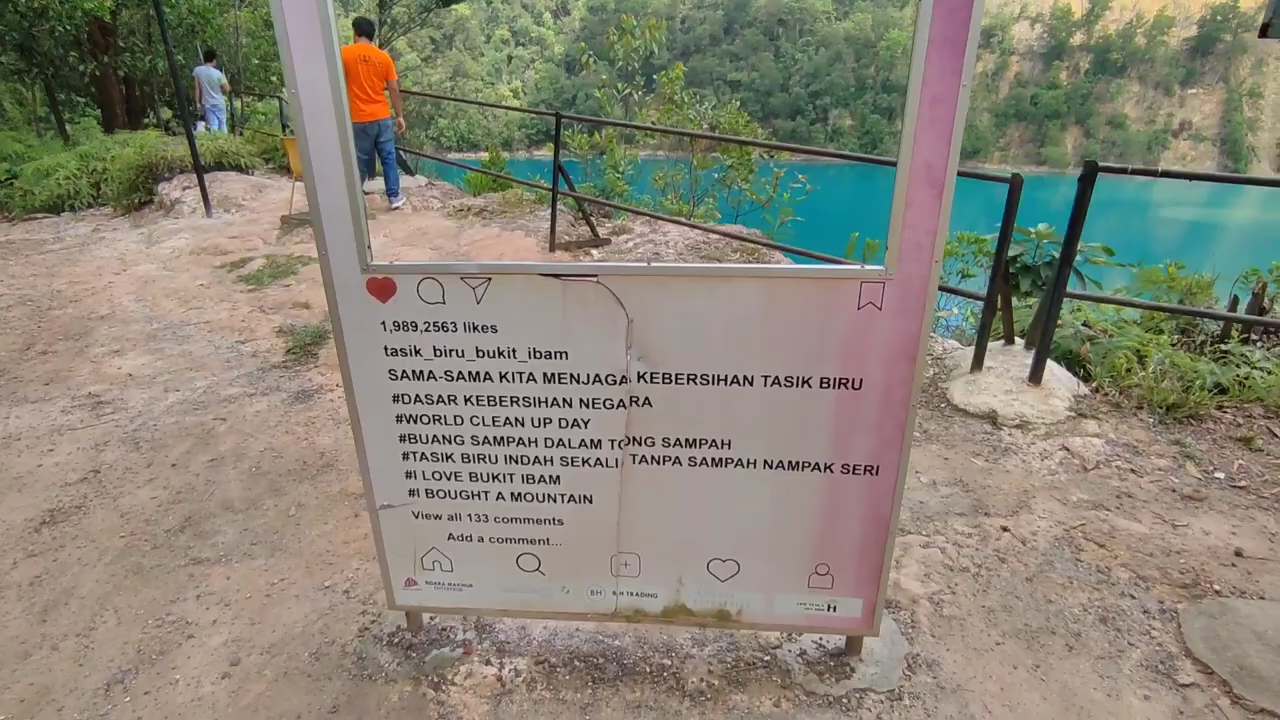 1,989,2563 likes
tasik_biru_bukit_ibam
SAMA-SAMA KITA MENJAGA KEBERSIHAN TASIK BIRU
#DASAR KEBERSIHAN NEGARA
#WORLD CLEAN UP DAY
#BUANG SAMPAH DALAM TONG SAMPAH
#TASIK BIRU INDAH SEKALI TANPA SAMPAH NAMPAK SERI
#I LOVE BUKIT IBAM
#I BOUGHT A MOUNTAIN
View all 133 comments
Add a comment...
BH BH TRADING